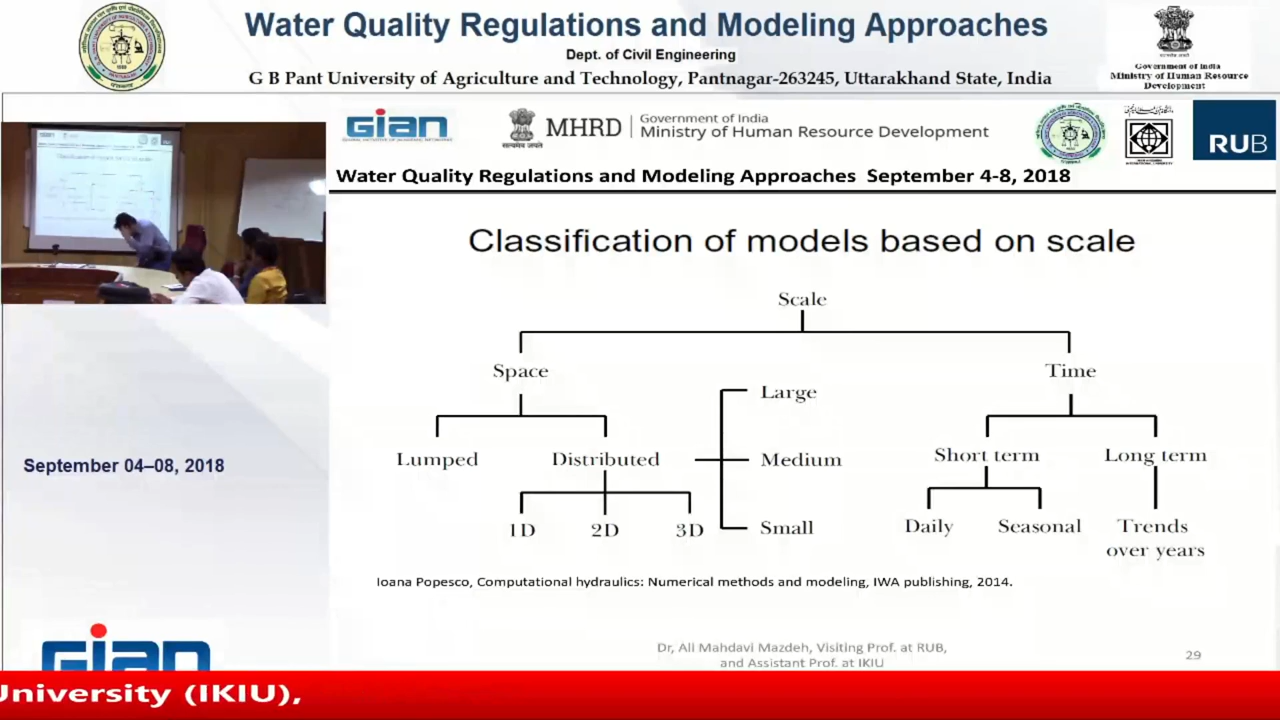 Water Quality Regulations and Modeling Approaches
Dept. of Civil Engineering
G B Pant University of Agriculture and Technology, Pantnagar-263245, Uttarakhand State, India
Government of India
Ministry of Human Resource
Development
GIAN
MHRD
Government of India
Ministry of Human Resource Development
सत्यमेव जयते
RUB
Water Quality Regulations and Modeling Approaches September 4-8, 2018
Classification of models based on scale
Scale
Space
Time
Large
Lumped
Distributed
Medium
Short term
Long term
1D
2D
3D
Small
Daily
Seasonal
Trends
over years
Ioana Popesco, Computational hydraulics: Numerical methods and modeling, IWA publishing, 2014.
September 04–08, 2018
Dr, Ali Mahdavi Mazdeh, Visiting Prof. at RUB,
and Assistant Prof. at IKIU
29
GIAN
University (IKIU),